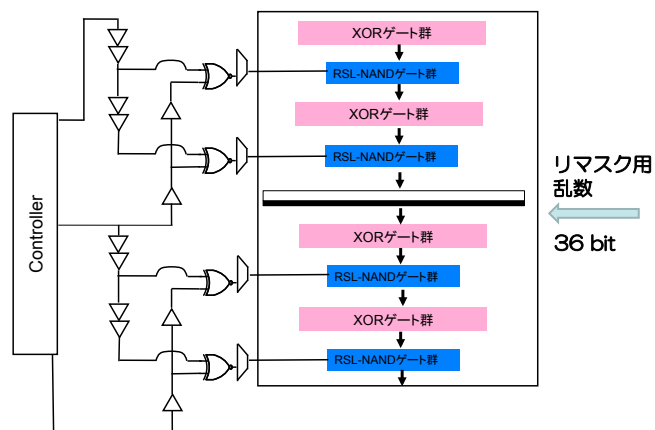 Controller
XORゲート群
RSL-NANDゲート群
XORゲート群
RSL-NANDゲート群
リマスク用
乱数
36 bit
XORゲート群
RSL-NANDゲート群
XORゲート群
RSL-NANDゲート群